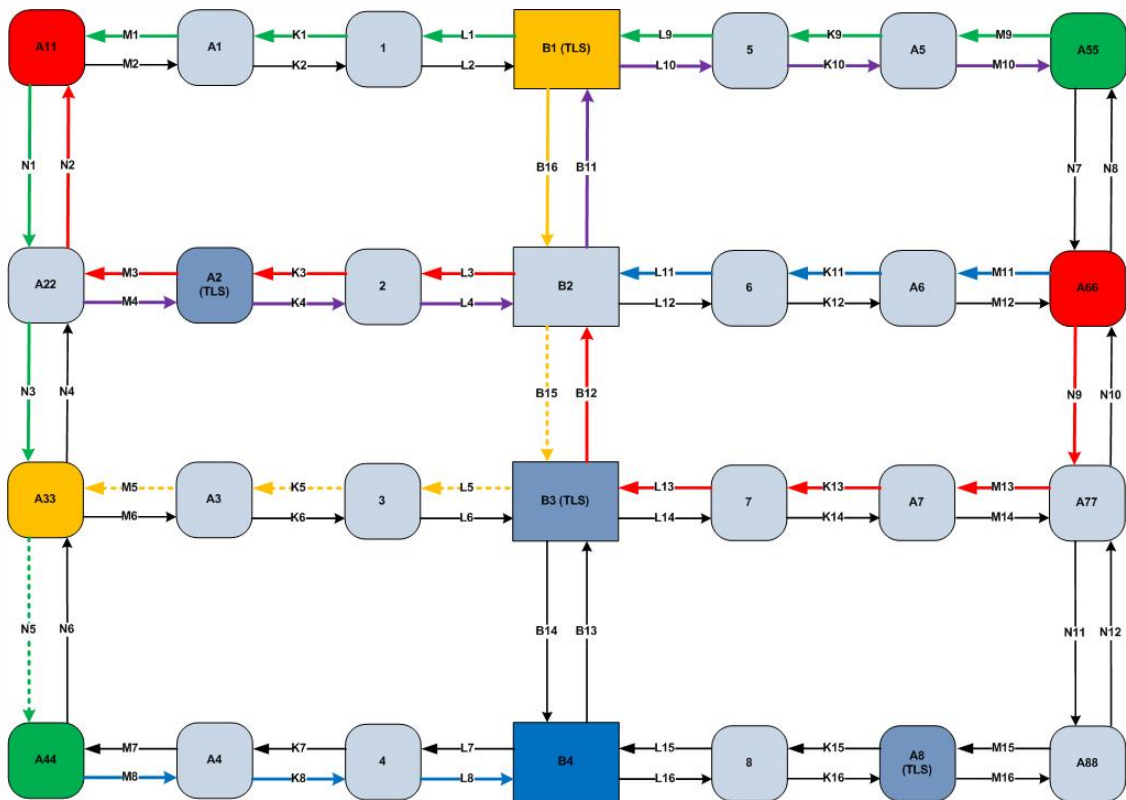 A11 M1 A1 K1 1 L1 B1 (TLS) L9 5 K9 A5 M9 A55
M2 K2 L2 L10 K10 M10
N1 N2 B16 B11 N7 N8
A22 M3 A2 K3 2 L3 B2 L11 6 K11 A6 M11 A66
(TLS)
M4 K4 L4 L12 K12 M12
N3 N4 B15 B12 N9 N10
A33 M5 A3 K5 3 L5 B3 (TLS) L13 7 K13 A7 M13 A77
M6 K6 L6 L14 K14 M14
N5 N6 B14 B13 N11 N12
A44 M7 A4 K7 4 L7 B4 L15 8 K15 A8 M15 A88
(TLS)
M8 K8 L8 L16 K16 M16